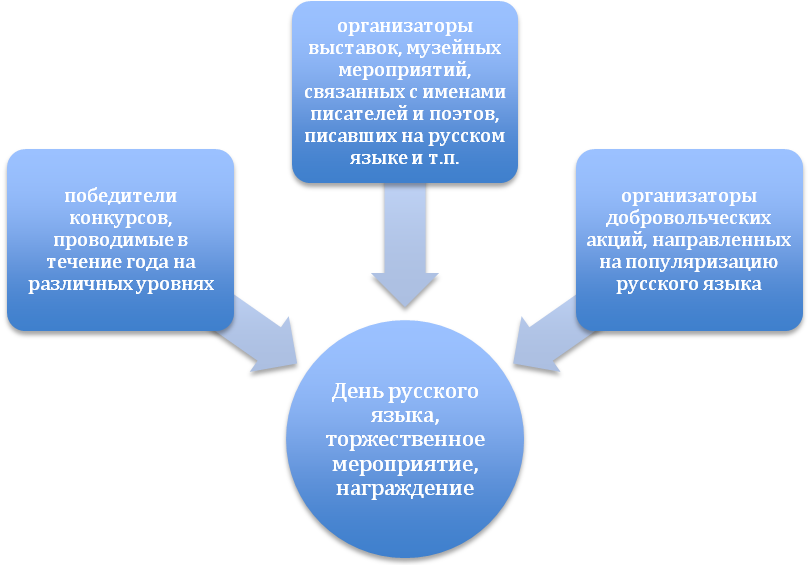 организаторы
выставок, музейных
мероприятий,
связанных с именами
писателей и поэтов,
писавших на русском
языке и т.п.
победители
конкурсов,
проводимые в
течение года на
различных уровнях
организаторы
добровольческих
акций, направленных
на популяризацию
русского языка
День русского
языка,
торжественное
мероприятие,
награждение